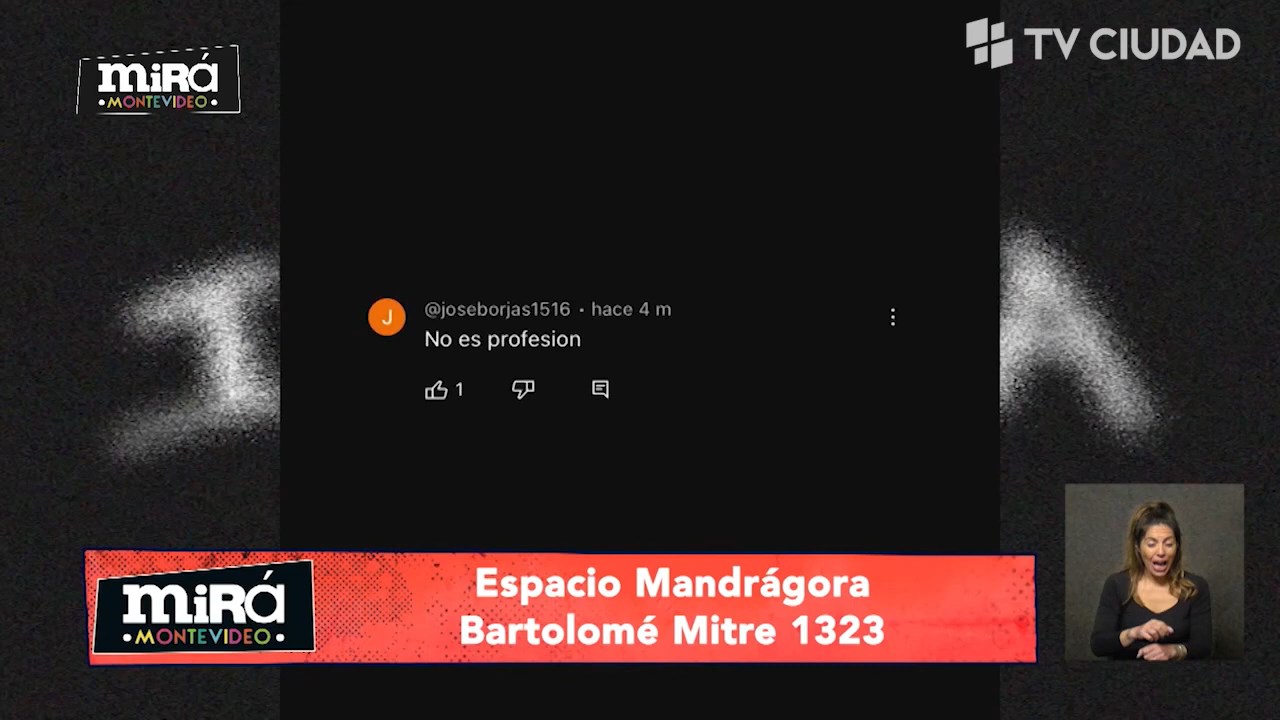 MIRÁ
• MONTEVIDEO •
TV CIUDAD
J
@joseborjas1516 • hace 4 m
No es profesion
1
Espacio Mandrágora
Bartolomé Mitre 1323
MIRÁ
• MONTEVIDEO •